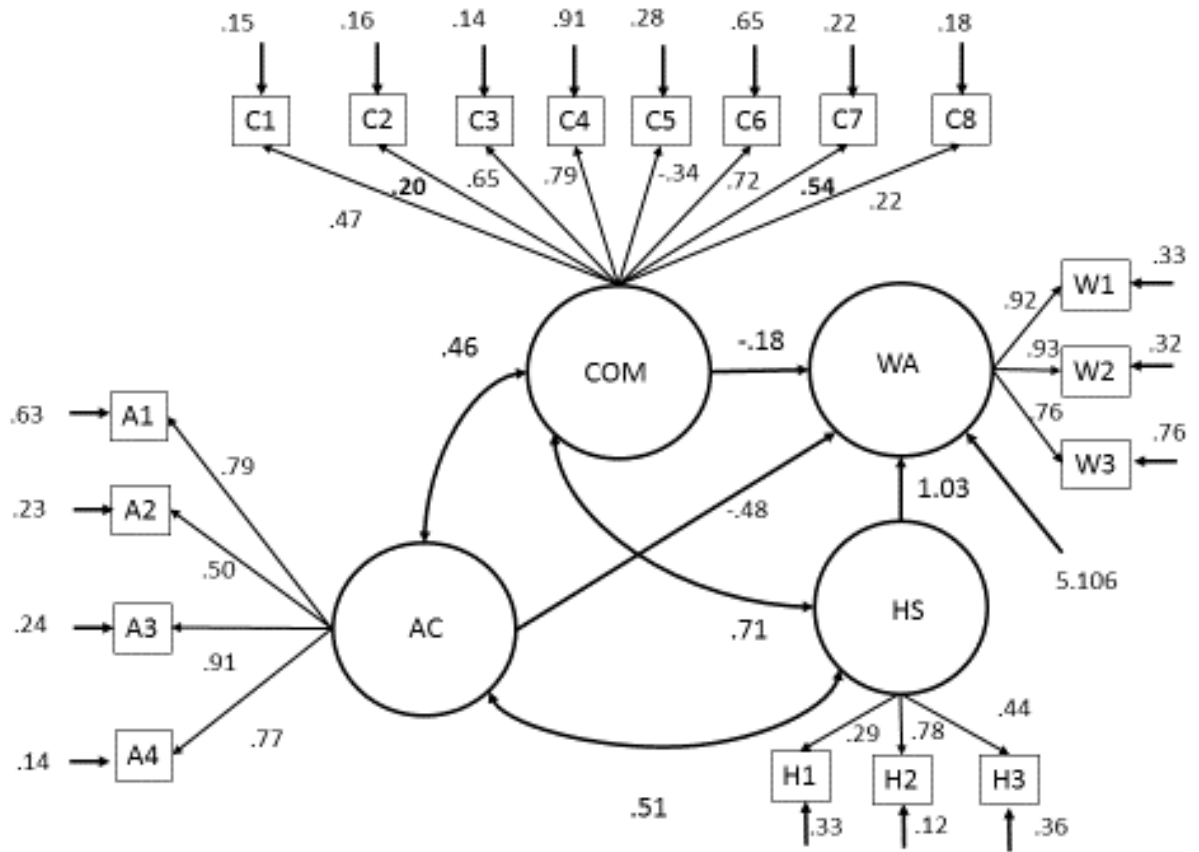 .15 .16 .14 .91 .28 .65 .22 .18
C1 C2 C3 C4 C5 C6 C7 C8
.47 .20 .65 .79 -.34 .72 .54 .22
.46 COM -.18 WA
.92 W1 .33
.93 W2 .32
.76 W3 .76
.63 A1 .79
.23 A2 .50
.24 A3 .91
.14 A4 .77
AC -.48 1.03 5.106
.71 HS
.51
.29 .78 .44
H1 H2 H3
.33 .12 .36